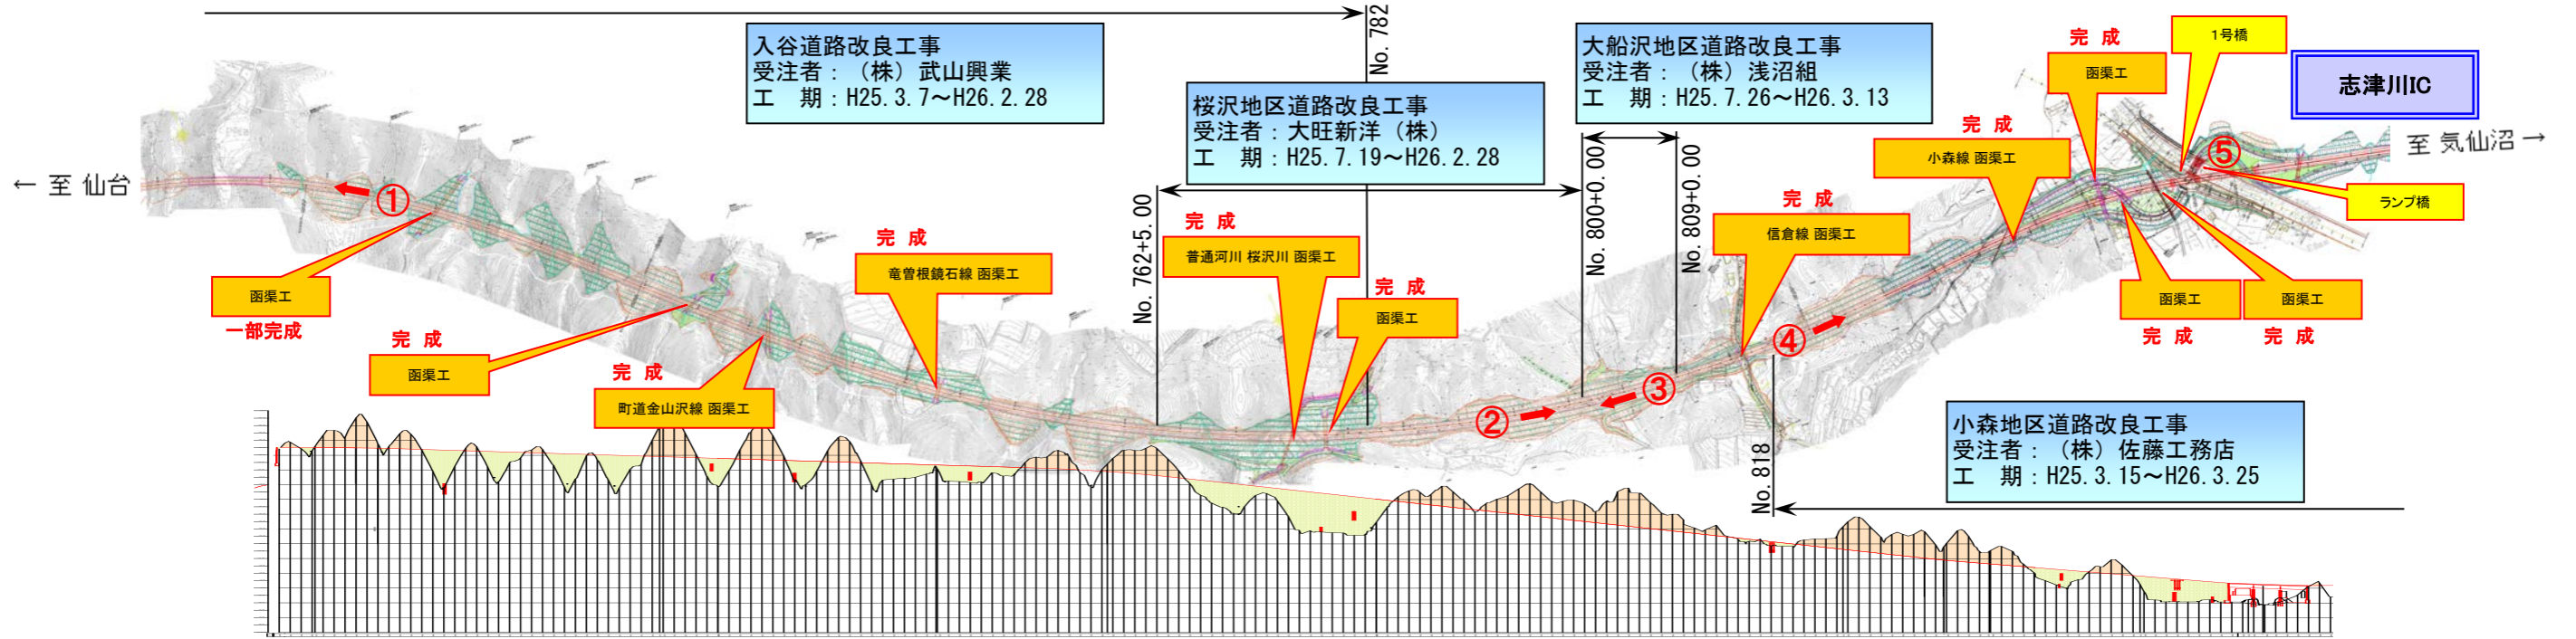 入谷道路改良工事
受注者：（株）武山興業
工　期：H25.3.7～H26.2.28
No. 782
桜沢地区道路改良工事
受注者：大旺新洋（株）
工　期：H25.7.19～H26.2.28
大船沢地区道路改良工事
受注者：（株）浅沼組
工　期：H25.7.26～H26.3.13
完 成
函渠工
1号橋
志津川IC
至 気仙沼 →
← 至 仙台
①
函渠工
一部完成
完 成
函渠工
完 成
町道金山沢線 函渠工
完 成
竜曽根鏡石線 函渠工
No. 762+5.00
完 成
普通河川 桜沢川 函渠工
完 成
函渠工
②
③
No. 800+0.00
No. 809+0.00
完 成
信倉線 函渠工
④
完 成
小森線 函渠工
⑤
ランプ橋
函渠工
完 成
函渠工
完 成
No. 818
小森地区道路改良工事
受注者：（株）佐藤工務店
工　期：H25.3.15～H26.3.25